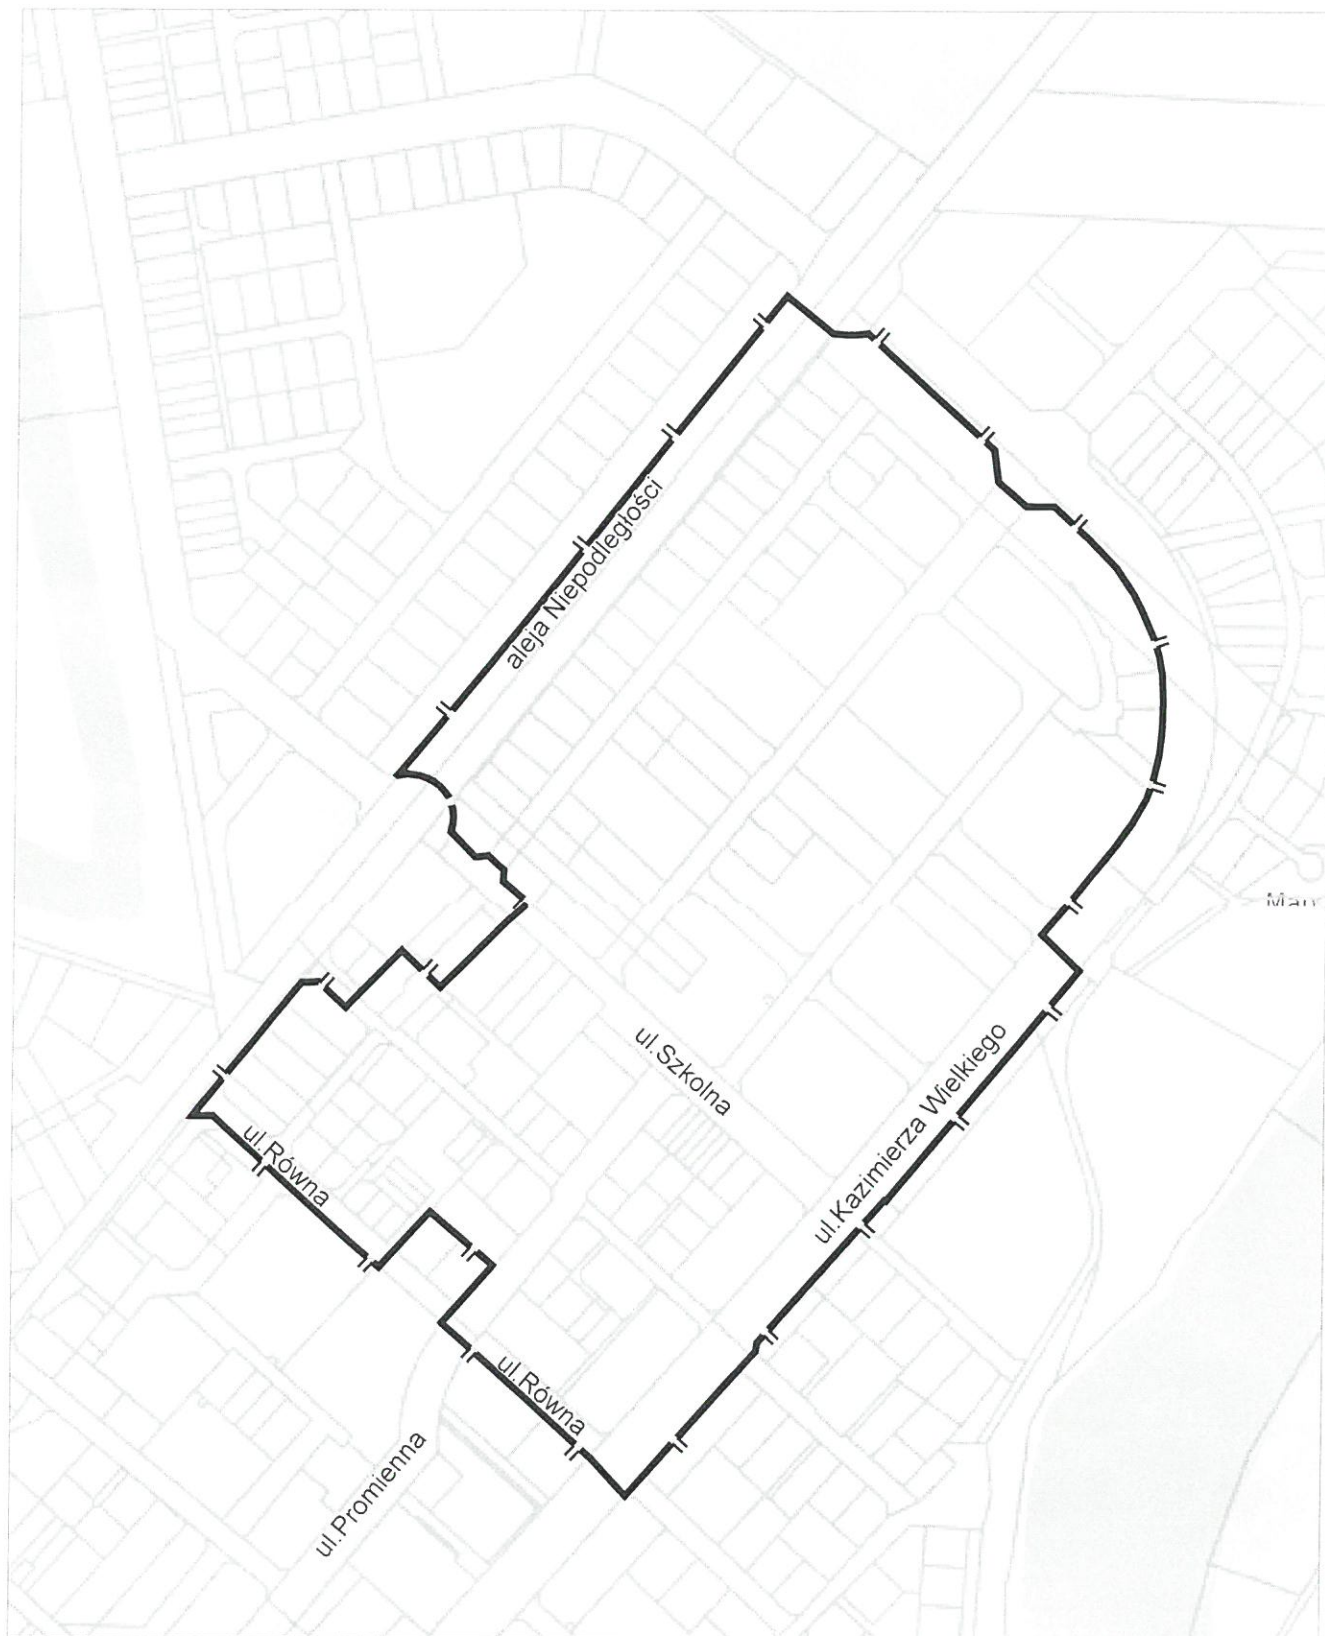 aleja Niepodległości
ul.Szkolna
ul.Kazimierza Wielkiego
ul.Równa
ul.Równa
ul.Promienna